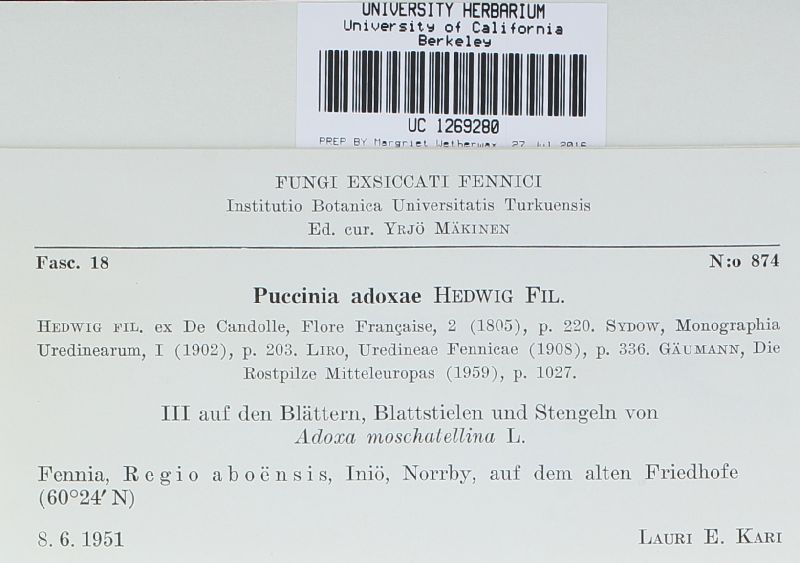 UNIVERSITY HERBARIUM
University of California
Berkeley
UC 1269280
PREP BY Margriet Wetherwax 27 Jul 2016
FUNGI EXSICCATI FENNICI
Institutio Botanica Universitatis Turkuensis
Ed. cur. YRJÖ MÄKINEN
Fasc. 18 N:o 874
Puccinia adoxae HEDWIG FIL.
HEDWIG FIL. ex De Candolle, Flore Française, 2 (1805), p. 220. SYDOW, Monographia
Uredinearum, I (1902), p. 203. LIRO, Uredineae Fennicae (1908), p. 336. GÄUMANN, Die
Rostpilze Mitteleuropas (1959), p. 1027.
III auf den Blättern, Blattstielen und Stengeln von
Adoxa moschatellina L.
Fennia, Regio aboënsis, Iniö, Norrby, auf dem alten Friedhofe
(60°24′ N)
8. 6. 1951 LAURI E. KARI